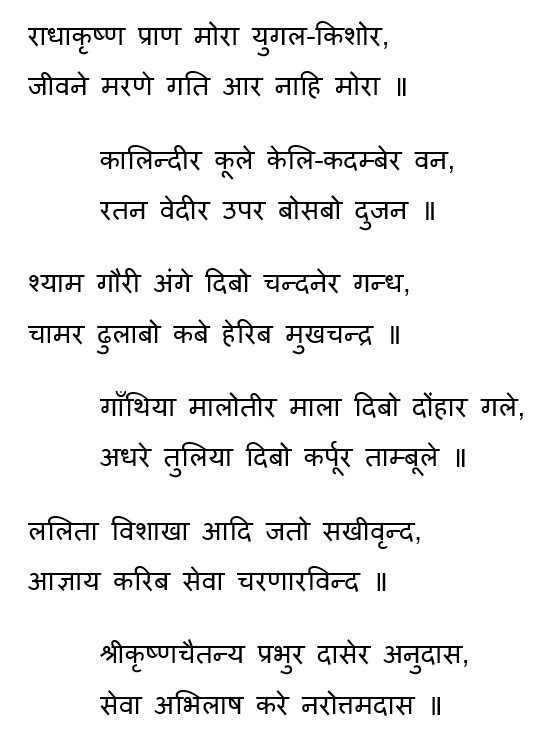 राधाकृष्ण प्राण मोरा युगल-किशोर,
जीवने मरणे गति आर नाहि मोरा ॥
कालिन्दीर कूले केलि-कदम्बेर वन,
रतन वेदीर उपर बोसबो दुजन ॥
श्याम गौरी अंगे दिबो चन्दनेर गन्ध,
चामर ढुलाबो कबे हेरिब मुखचन्द्र ॥
गाँथिया मालोतीर माला दिबो दोंहार गले,
अधरे तुलिया दिबो कर्पूर ताम्बूले ॥
ललिता विशाखा आदि जतो सखीवृन्द,
आज्ञाय करिब सेवा चरणारविन्द ॥
श्रीकृष्णचैतन्य प्रभुर दासेर अनुदास,
सेवा अभिलाष करे नरोत्तमदास ॥